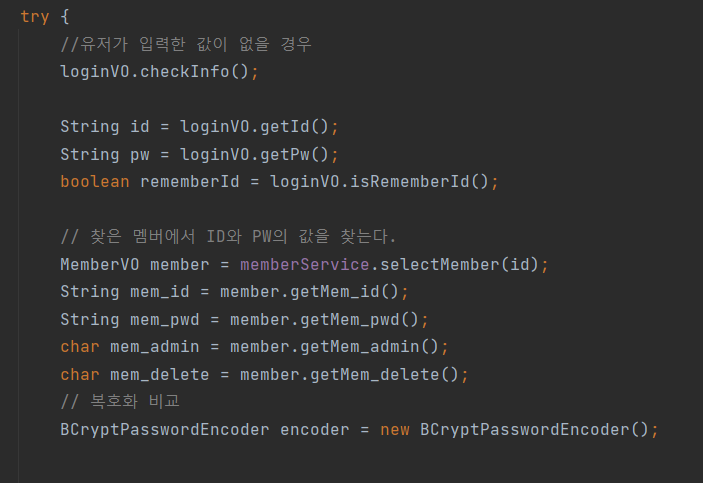 try {
//유저가 입력한 값이 없을 경우
loginVO.checkInfo();
String id = loginVO.getId();
String pw = loginVO.getPw();
boolean rememberId = loginVO.isRememberId();
// 찾은 멤버에서 ID와 PW의 값을 찾는다.
MemberVO member = memberService.selectMember(id);
String mem_id = member.getMem_id();
String mem_pwd = member.getMem_pwd();
char mem_admin = member.getMem_admin();
char mem_delete = member.getMem_delete();
// 복호화 비교
BCryptPasswordEncoder encoder = new BCryptPasswordEncoder();